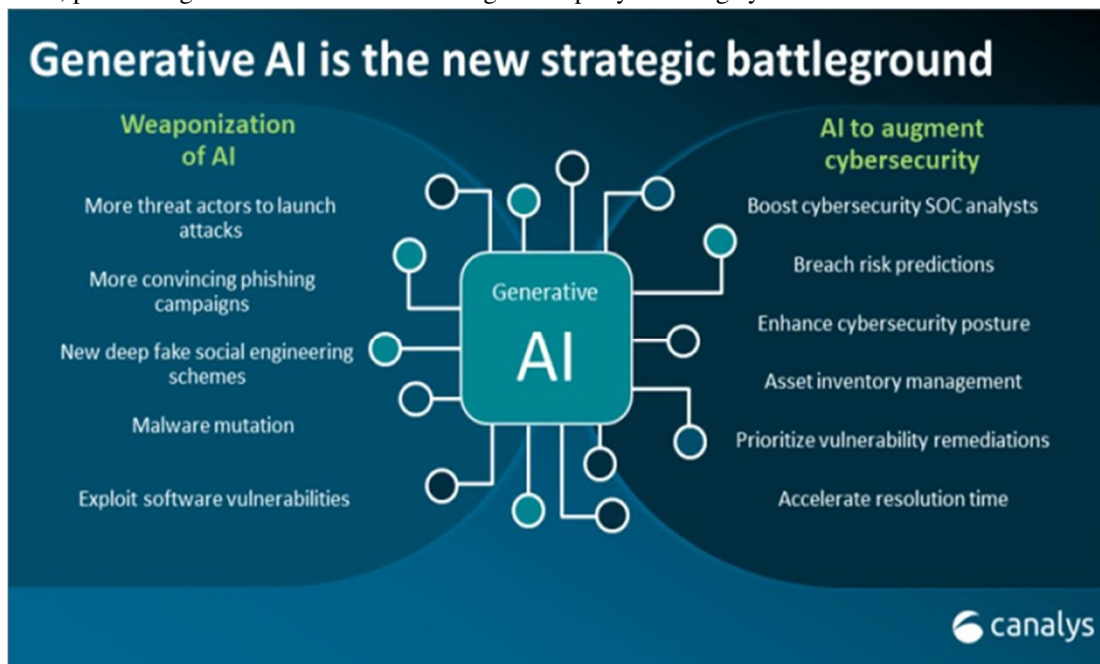 Generative AI is the new strategic battleground
Weaponization
of AI
More threat actors to launch
attacks
More convincing phishing
campaigns
New deep fake social engineering
schemes
Malware mutation
Exploit software vulnerabilities
Generative
AI
AI to augment
cybersecurity
Boost cybersecurity SOC analysts
Breach risk predictions
Enhance cybersecurity posture
Asset inventory management
Prioritize vulnerability remediations
Accelerate resolution time
canalys